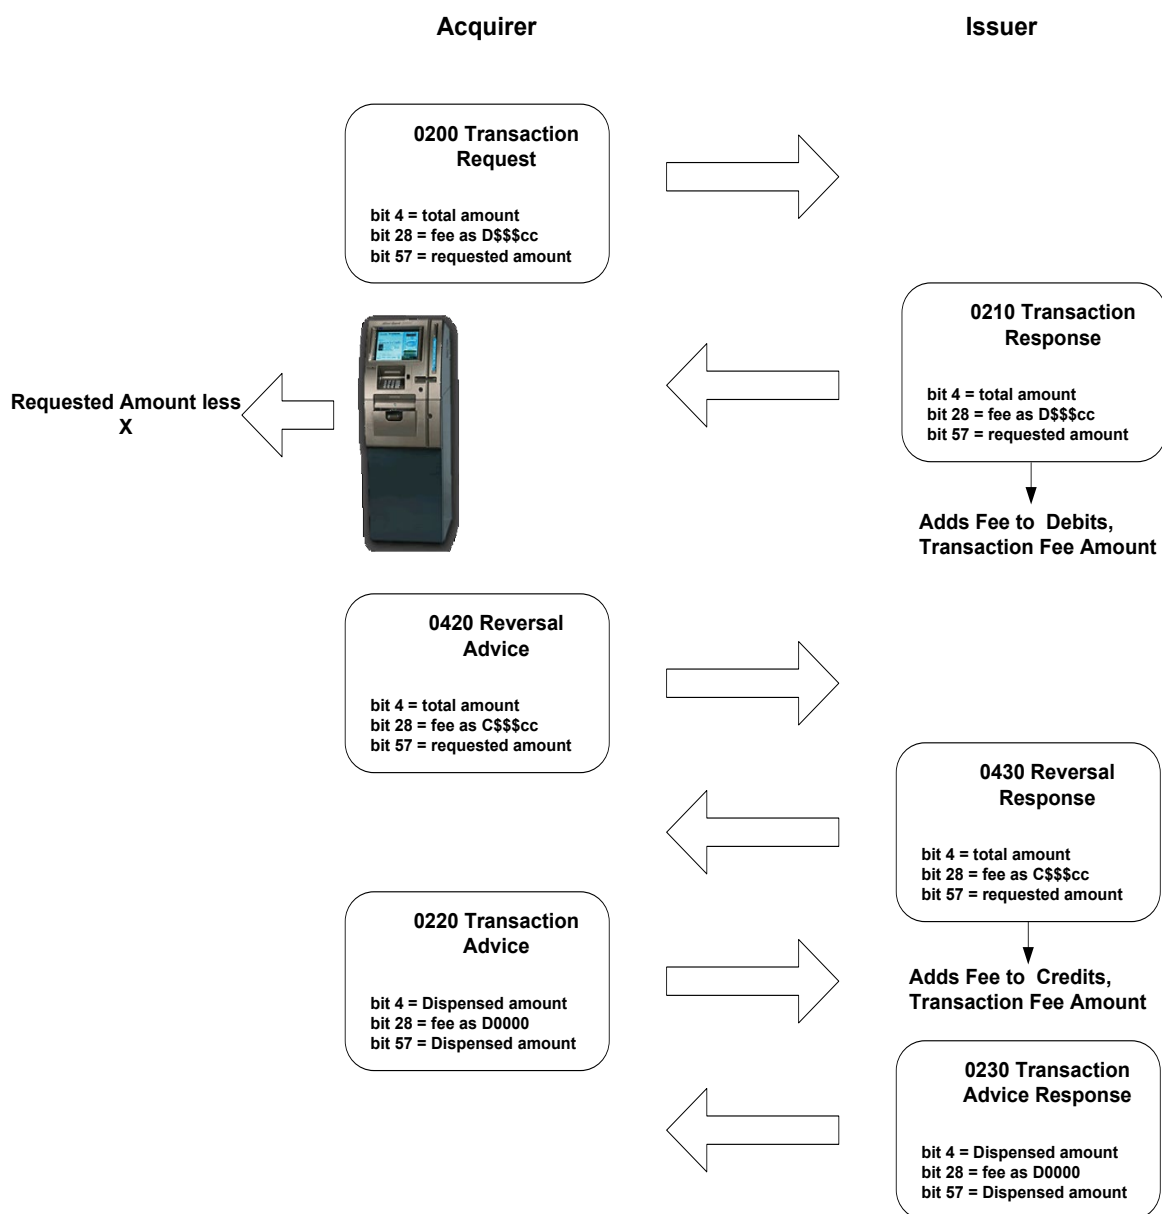 Acquirer
Issuer
0200 Transaction
Request
bit 4 = total amount
bit 28 = fee as D$$$cc
bit 57 = requested amount
0210 Transaction
Response
bit 4 = total amount
bit 28 = fee as D$$$cc
bit 57 = requested amount
Requested Amount less
X
Adds Fee to Debits,
Transaction Fee Amount
0420 Reversal
Advice
bit 4 = total amount
bit 28 = fee as C$$$cc
bit 57 = requested amount
0430 Reversal
Response
bit 4 = total amount
bit 28 = fee as C$$$cc
bit 57 = requested amount
Adds Fee to Credits,
Transaction Fee Amount
0220 Transaction
Advice
bit 4 = Dispensed amount
bit 28 = fee as D0000
bit 57 = Dispensed amount
0230 Transaction
Advice Response
bit 4 = Dispensed amount
bit 28 = fee as D0000
bit 57 = Dispensed amount